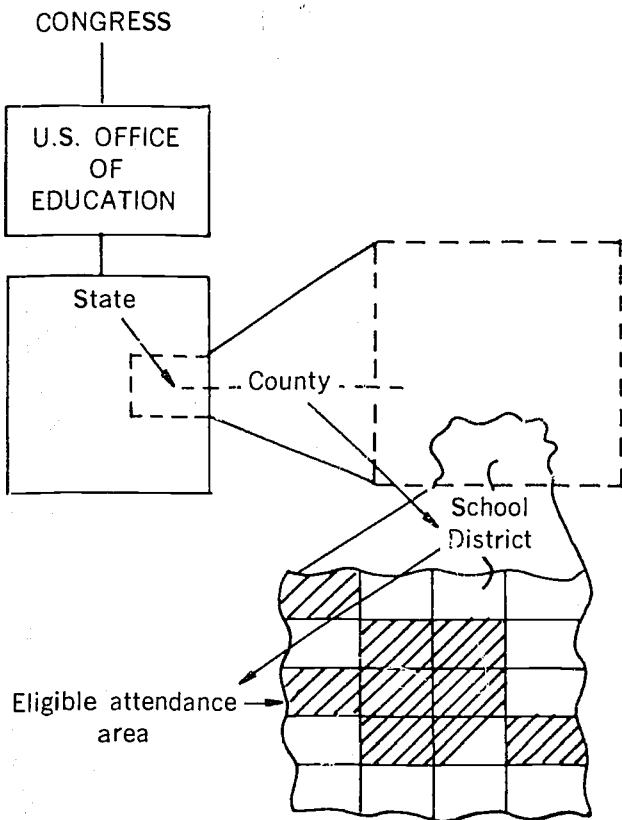 CONGRESS
U.S. OFFICE
OF
EDUCATION
State
County
School
District
Eligible attendance
area